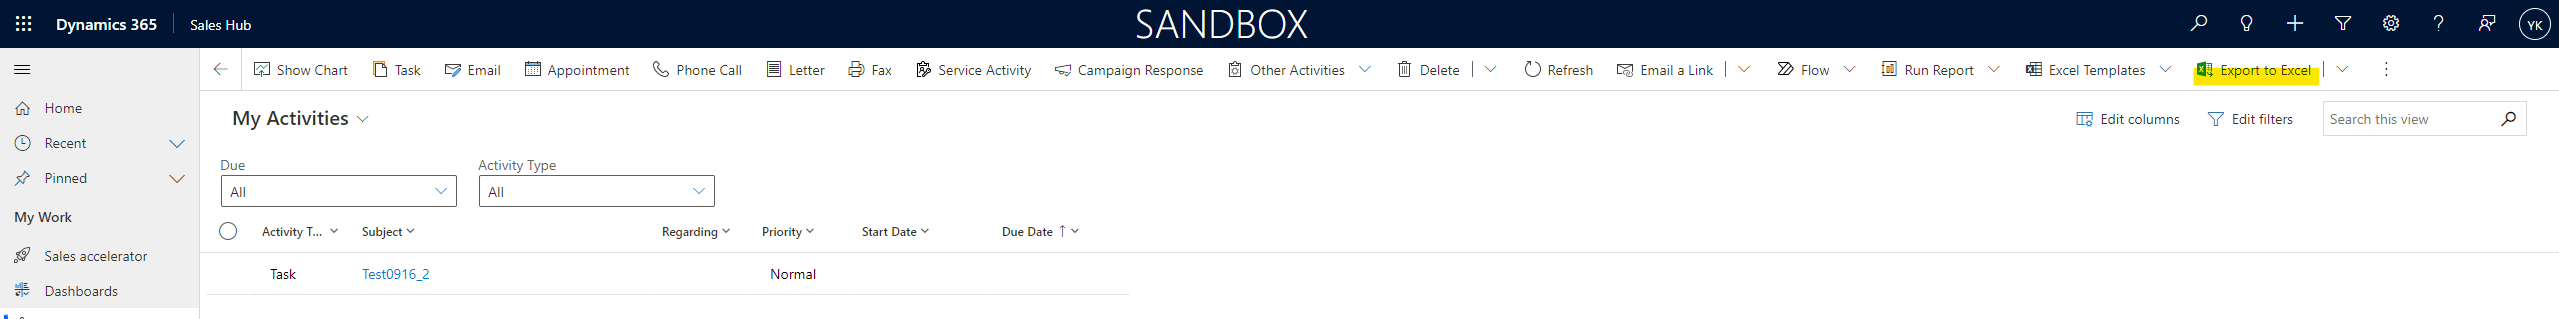 Dynamics 365 Sales Hub SANDBOX YK
Show Chart Task Email Appointment Phone Call Letter Fax Service Activity Campaign Response Other Activities Delete Refresh Email a Link Flow Run Report Excel Templates Export to Excel
Home
Recent
Pinned
My Work
Sales accelerator
Dashboards
My Activities Edit columns Edit filters Search this view
Due Activity Type
All All
Activity T... Subject Regarding Priority Start Date Due Date
Task Test0916_2 Normal